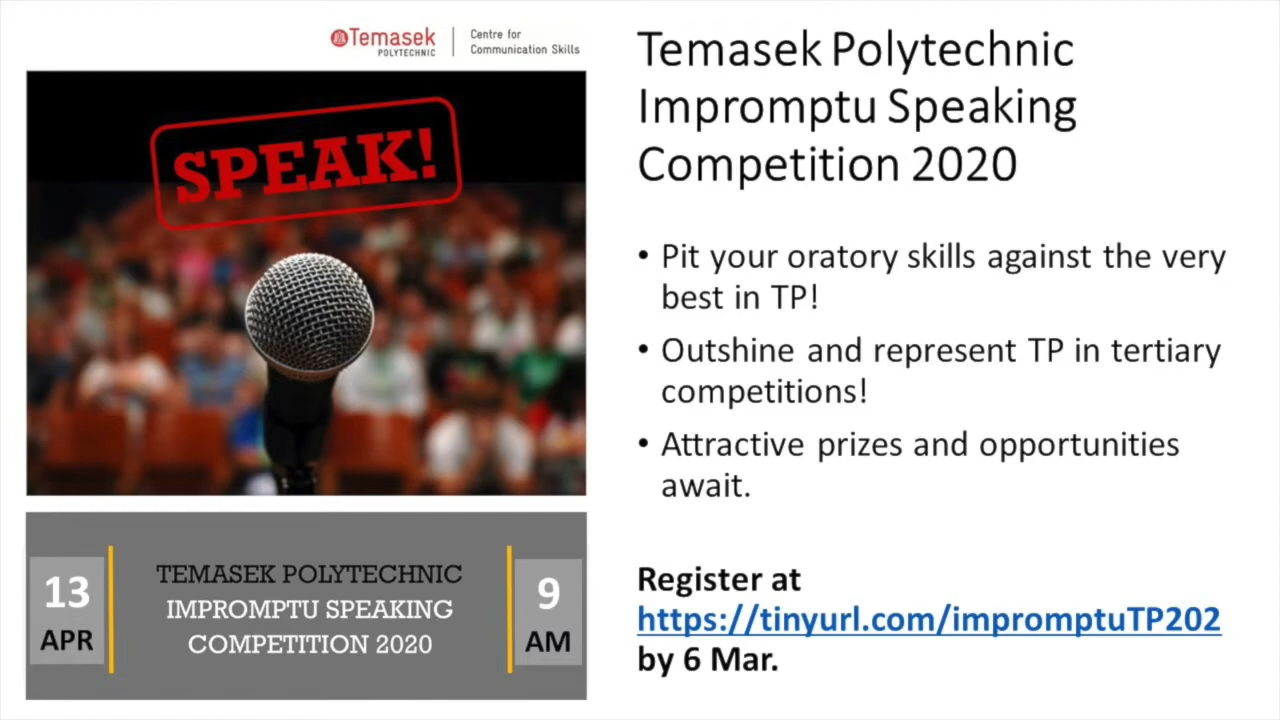 Temasek
POLYTECHNIC
Centre for
Communication Skills
SPEAK!
13
APR
TEMASEK POLYTECHNIC
IMPROMPTU SPEAKING
COMPETITION 2020
9
AM
Temasek Polytechnic
Impromptu Speaking
Competition 2020
• Pit your oratory skills against the very
best in TP!
• Outshine and represent TP in tertiary
competitions!
• Attractive prizes and opportunities
await.
Register at
https://tinyurl.com/impromptuTP202
by 6 Mar.